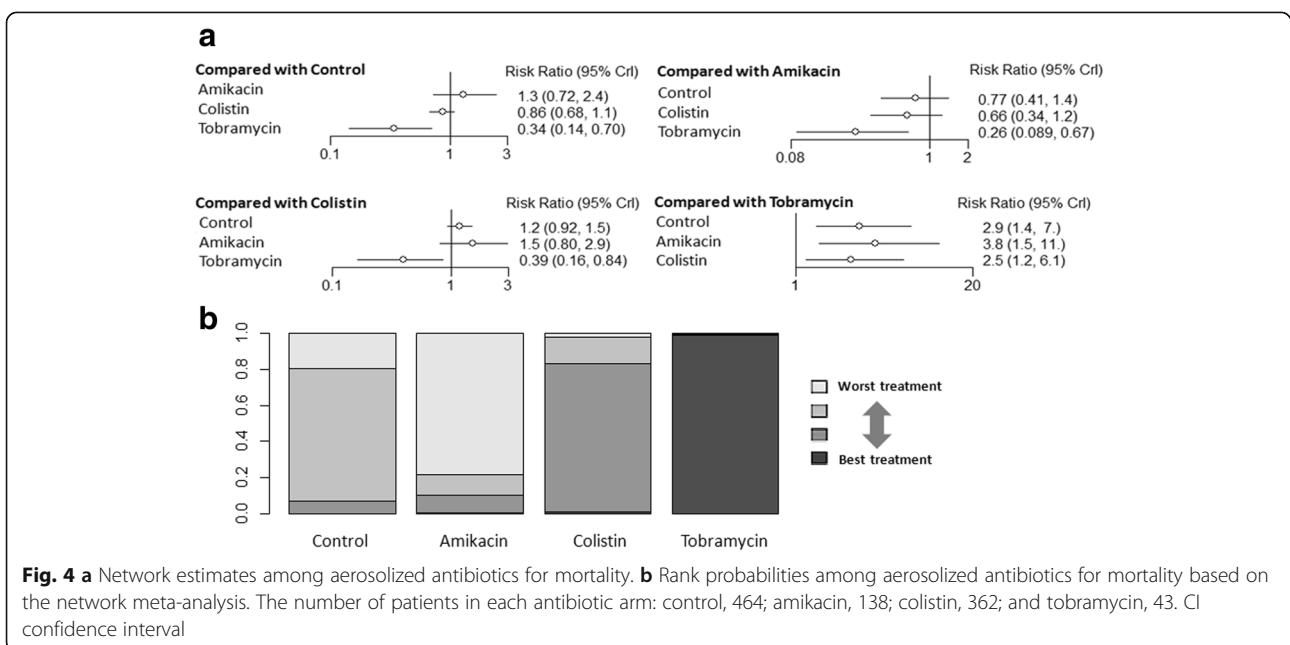 a
Compared with Control Risk Ratio (95% CrI)
Amikacin 1.3 (0.72, 2.4)
Colistin 0.86 (0.68, 1.1)
Tobramycin 0.34 (0.14, 0.70)
0.1 1 3
Compared with Amikacin Risk Ratio (95% CrI)
Control 0.77 (0.41, 1.4)
Colistin 0.66 (0.34, 1.2)
Tobramycin 0.26 (0.089, 0.67)
0.08 1 2
Compared with Colistin Risk Ratio (95% CrI)
Control 1.2 (0.92, 1.5)
Amikacin 1.5 (0.80, 2.9)
Tobramycin 0.39 (0.16, 0.84)
0.1 1 3
Compared with Tobramycin Risk Ratio (95% CrI)
Control 2.9 (1.4, 7.)
Amikacin 3.8 (1.5, 11.)
Colistin 2.5 (1.2, 6.1)
1 20
b
1.0
0.8
0.6
0.4
0.2
0.0
Control Amikacin Colistin Tobramycin
Worst treatment
Best treatment
Fig. 4 a Network estimates among aerosolized antibiotics for mortality. b Rank probabilities among aerosolized antibiotics for mortality based on
the network meta-analysis. The number of patients in each antibiotic arm: control, 464; amikacin, 138; colistin, 362; and tobramycin, 43. CI
confidence interval